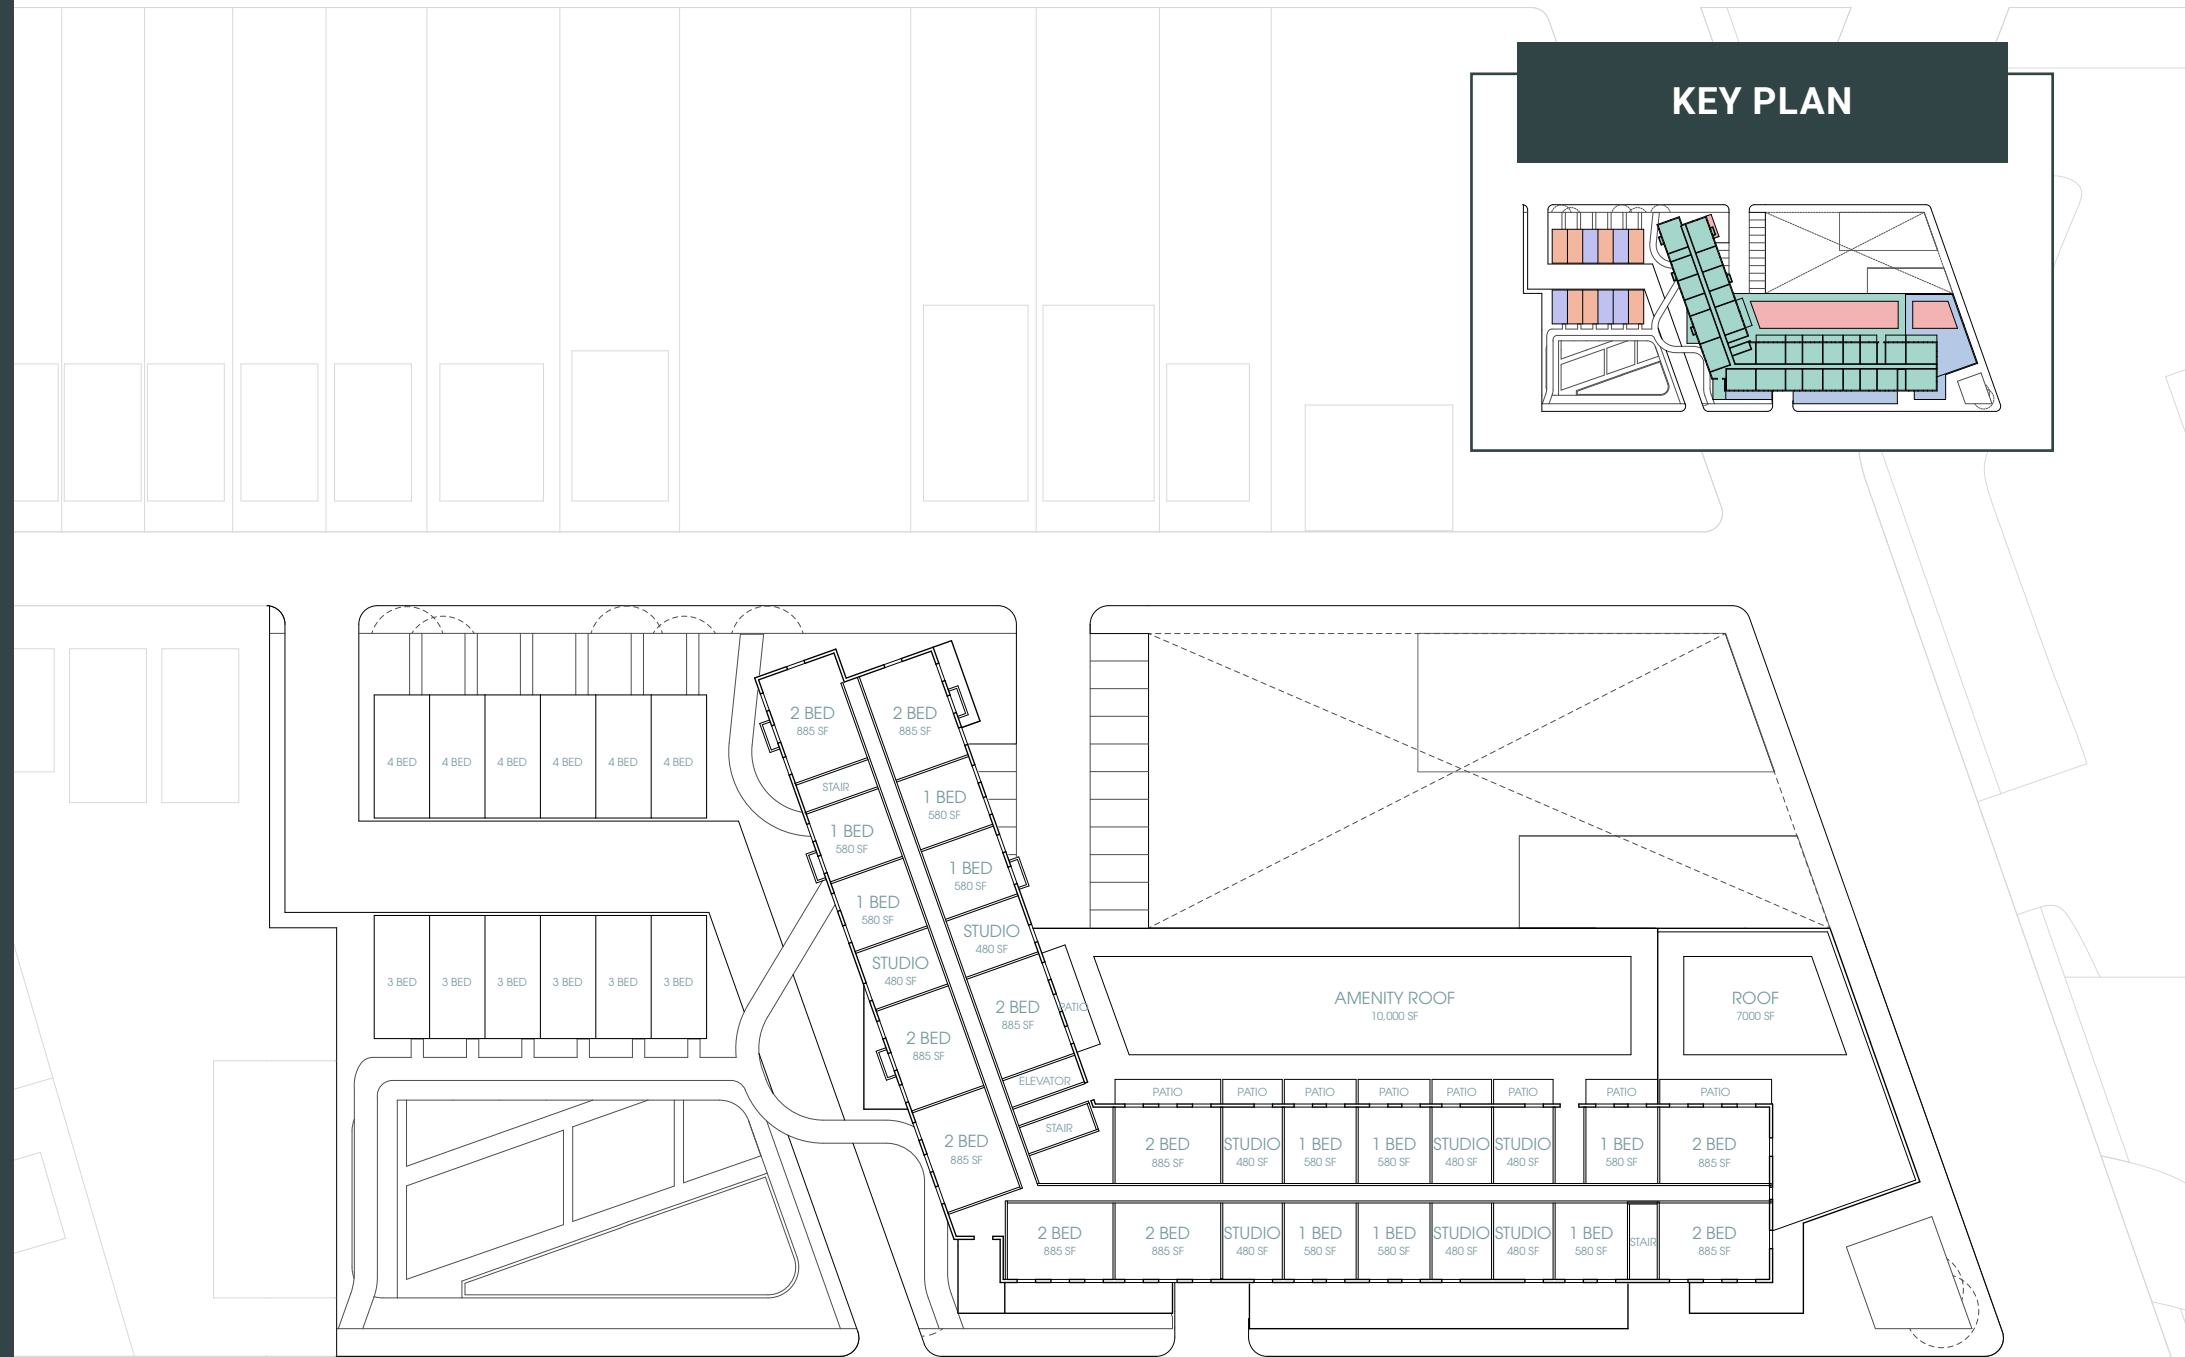 KEY PLAN
2 BED
885 SF
2 BED
885 SF
4 BED
4 BED
4 BED
4 BED
4 BED
4 BED
STAIR
1 BED
580 SF
1 BED
580 SF
1 BED
580 SF
1 BED
580 SF
STUDIO
480 SF
STUDIO
480 SF
3 BED
3 BED
3 BED
3 BED
3 BED
3 BED
2 BED
885 SF
PATIO
AMENITY ROOF
10,000 SF
ROOF
7000 SF
2 BED
885 SF
ELEVATOR
STAIR
2 BED
885 SF
PATIO
PATIO
PATIO
PATIO
PATIO
PATIO
PATIO
PATIO
2 BED
885 SF
STUDIO
480 SF
1 BED
580 SF
1 BED
580 SF
STUDIO
480 SF
STUDIO
480 SF
1 BED
580 SF
2 BED
885 SF
2 BED
885 SF
2 BED
885 SF
STUDIO
480 SF
1 BED
580 SF
1 BED
580 SF
STUDIO
480 SF
STUDIO
480 SF
1 BED
580 SF
STAIR
2 BED
885 SF